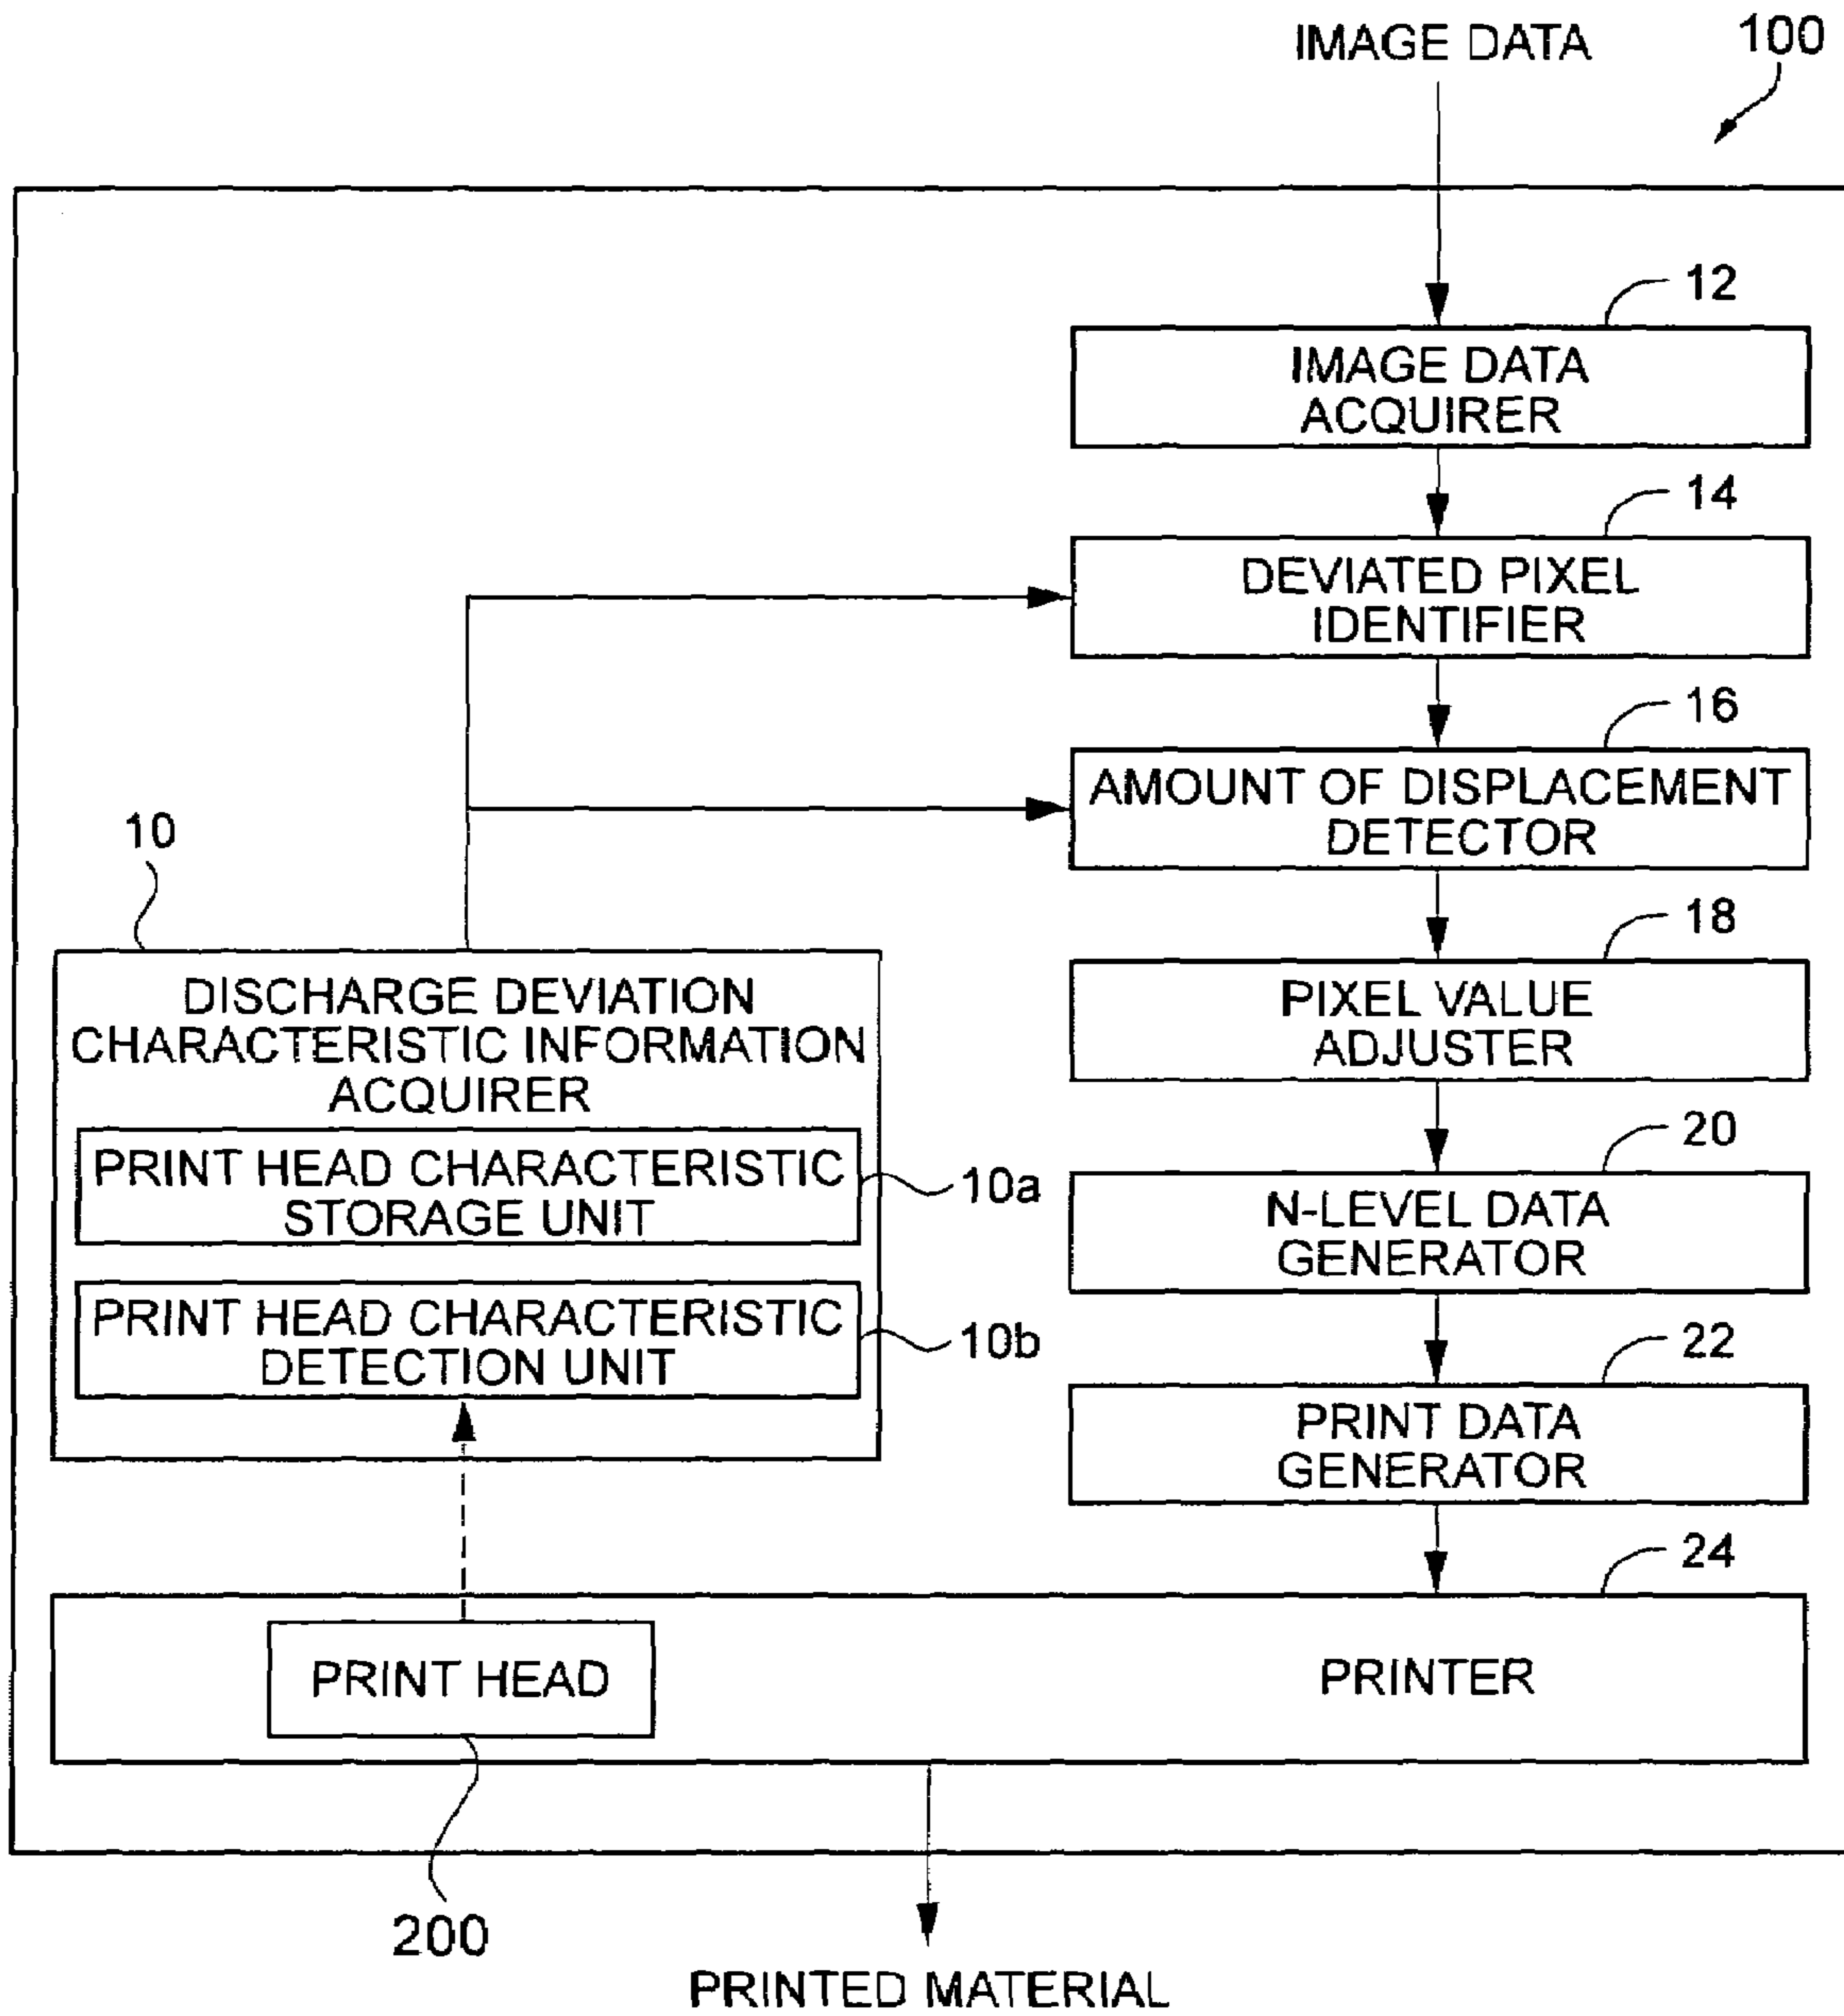 IMAGE DATA
100
12
IMAGE DATA
ACQUIRER
14
DEVIATED PIXEL
IDENTIFIER
16
AMOUNT OF DISPLACEMENT
DETECTOR
10
18
DISCHARGE DEVIATION
CHARACTERISTIC INFORMATION
ACQUIRER
PIXEL VALUE
ADJUSTER
PRINT HEAD CHARACTERISTIC
STORAGE UNIT
10a
20
N-LEVEL DATA
GENERATOR
PRINT HEAD CHARACTERISTIC
DETECTION UNIT
10b
22
PRINT DATA
GENERATOR
24
PRINT HEAD
PRINTER
200
PRINTED MATERIAL